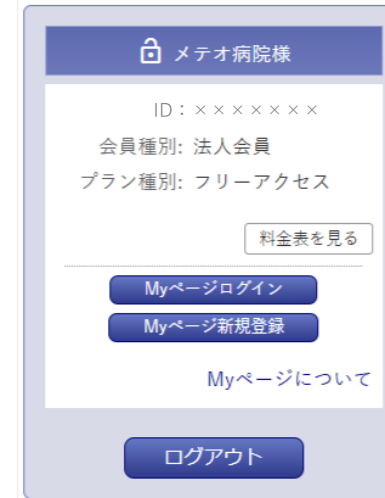 メテオ病院様
ID：×××××××
会員種別: 法人会員
プラン種別: フリーアクセス
料金表を見る
Myページログイン
Myページ新規登録
Myページについて
ログアウト